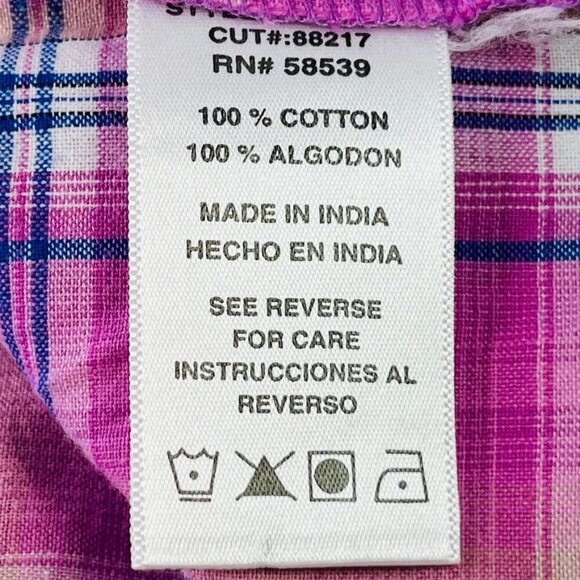 CUT#:88217
RN# 58539
100 % COTTON
100 % ALGODON
MADE IN INDIA
HECHO EN INDIA
SEE REVERSE
FOR CARE
INSTRUCCIONES AL
REVERSO